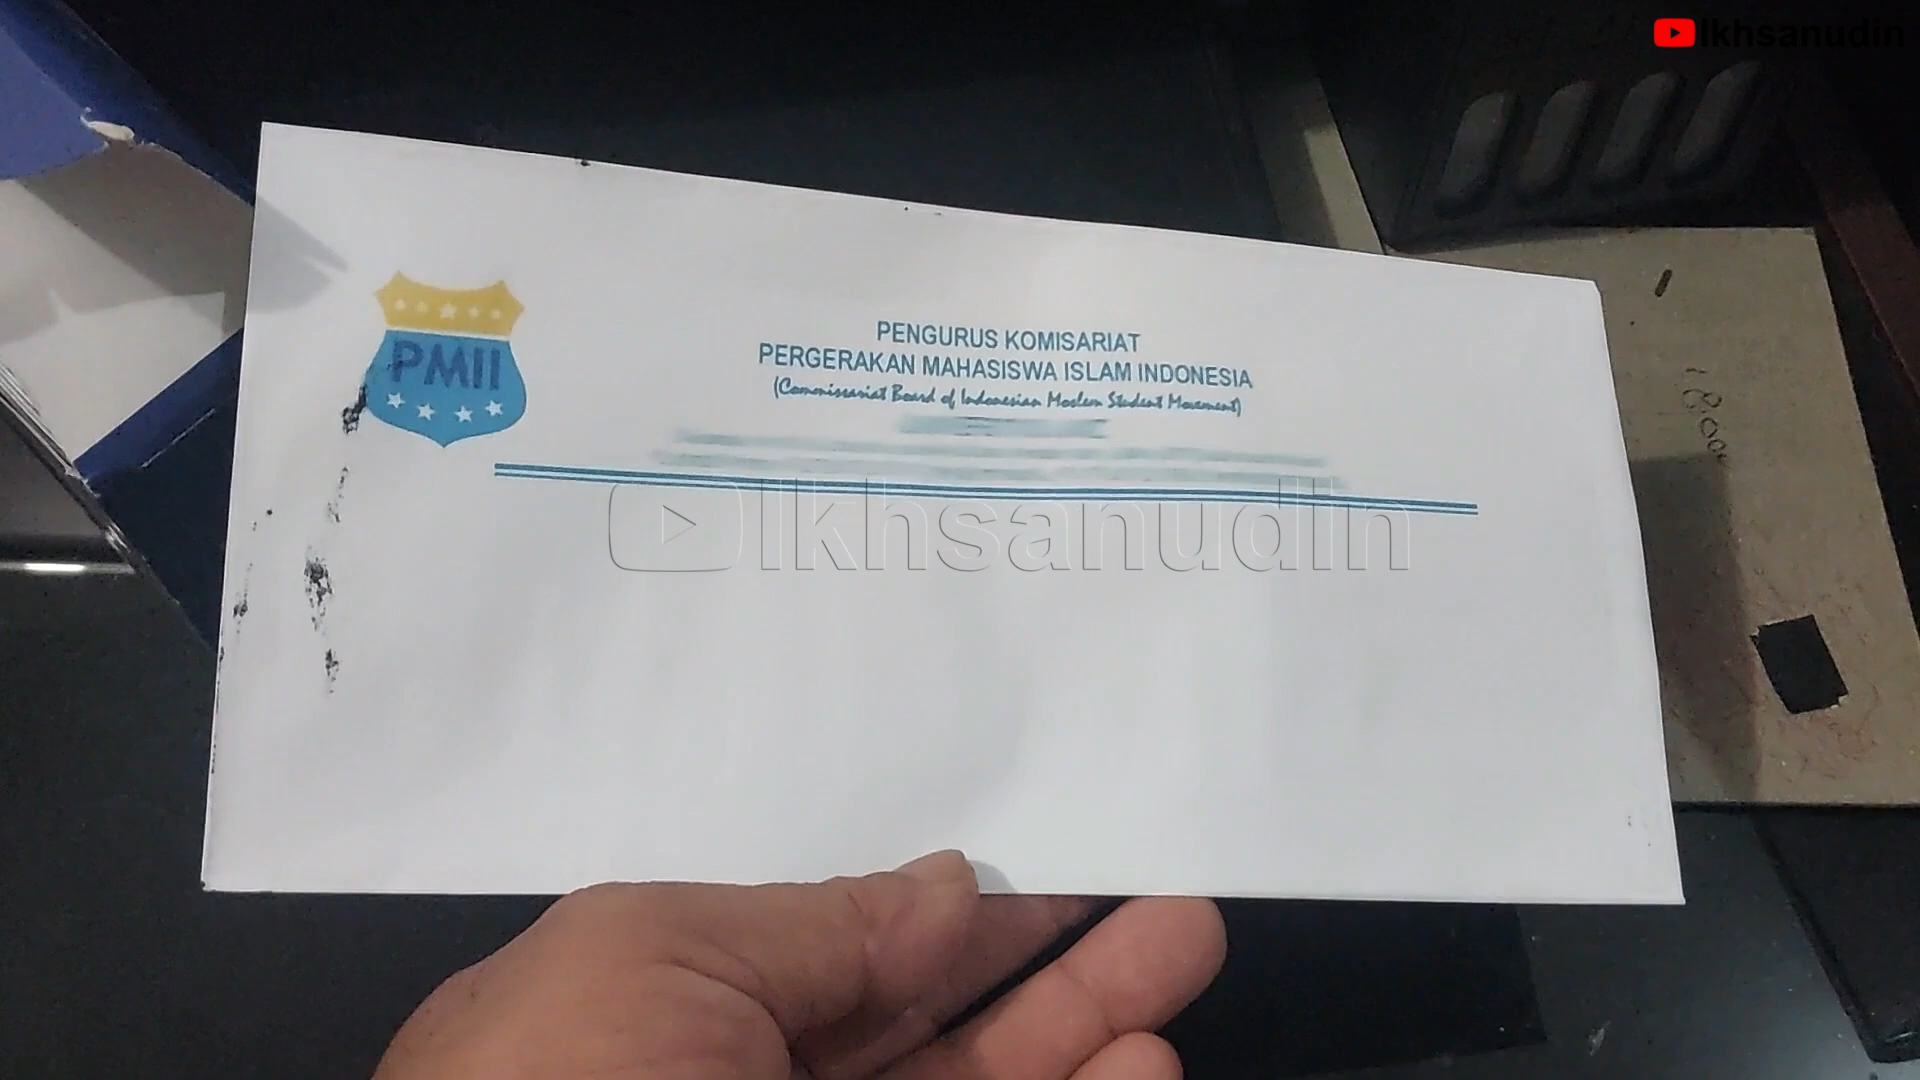 Ikhsanudin
PMII
PENGURUS KOMISARIAT
PERGERAKAN MAHASISWA ISLAM INDONESIA
(Commissariat Board of Indonesian Moslem Student Movement)
Ikhsanudin